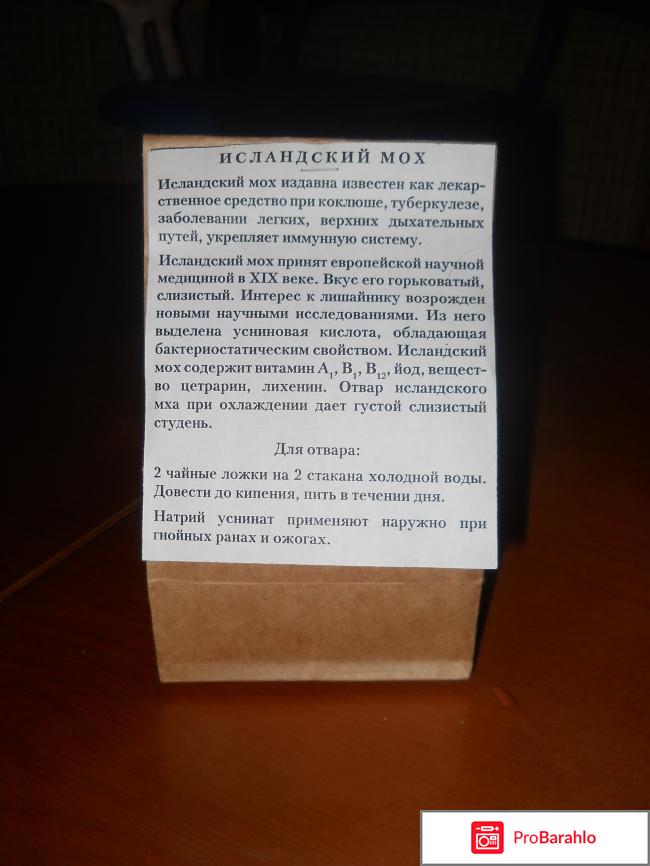 ИСЛАНДСКИЙ МОХ
Исландский мох издавна известен как лекар-
ственное средство при коклюше, туберкулезе,
заболевании легких, верхних дыхательных
путей, укрепляет иммунную систему.
Исландский мох принят европейской научной
медициной в XIX веке. Вкус его горьковатый,
слизистый. Интерес к лишайнику возрожден
новыми научными исследованиями. Из него
выделена усниновая кислота, обладающая
бактериостатическим свойством. Исландский
мох содержит витамин А₁, В₁, В₁₂, йод, вещест-
во цетрарин, лихенин. Отвар исландского
мха при охлаждении дает густой слизистый
студень.
Для отвара:
2 чайные ложки на 2 стакана холодной воды.
Довести до кипения, пить в течении дня.
Натрий уснинат применяют наружно при
гнойных ранах и ожогах.
ProBarahlo